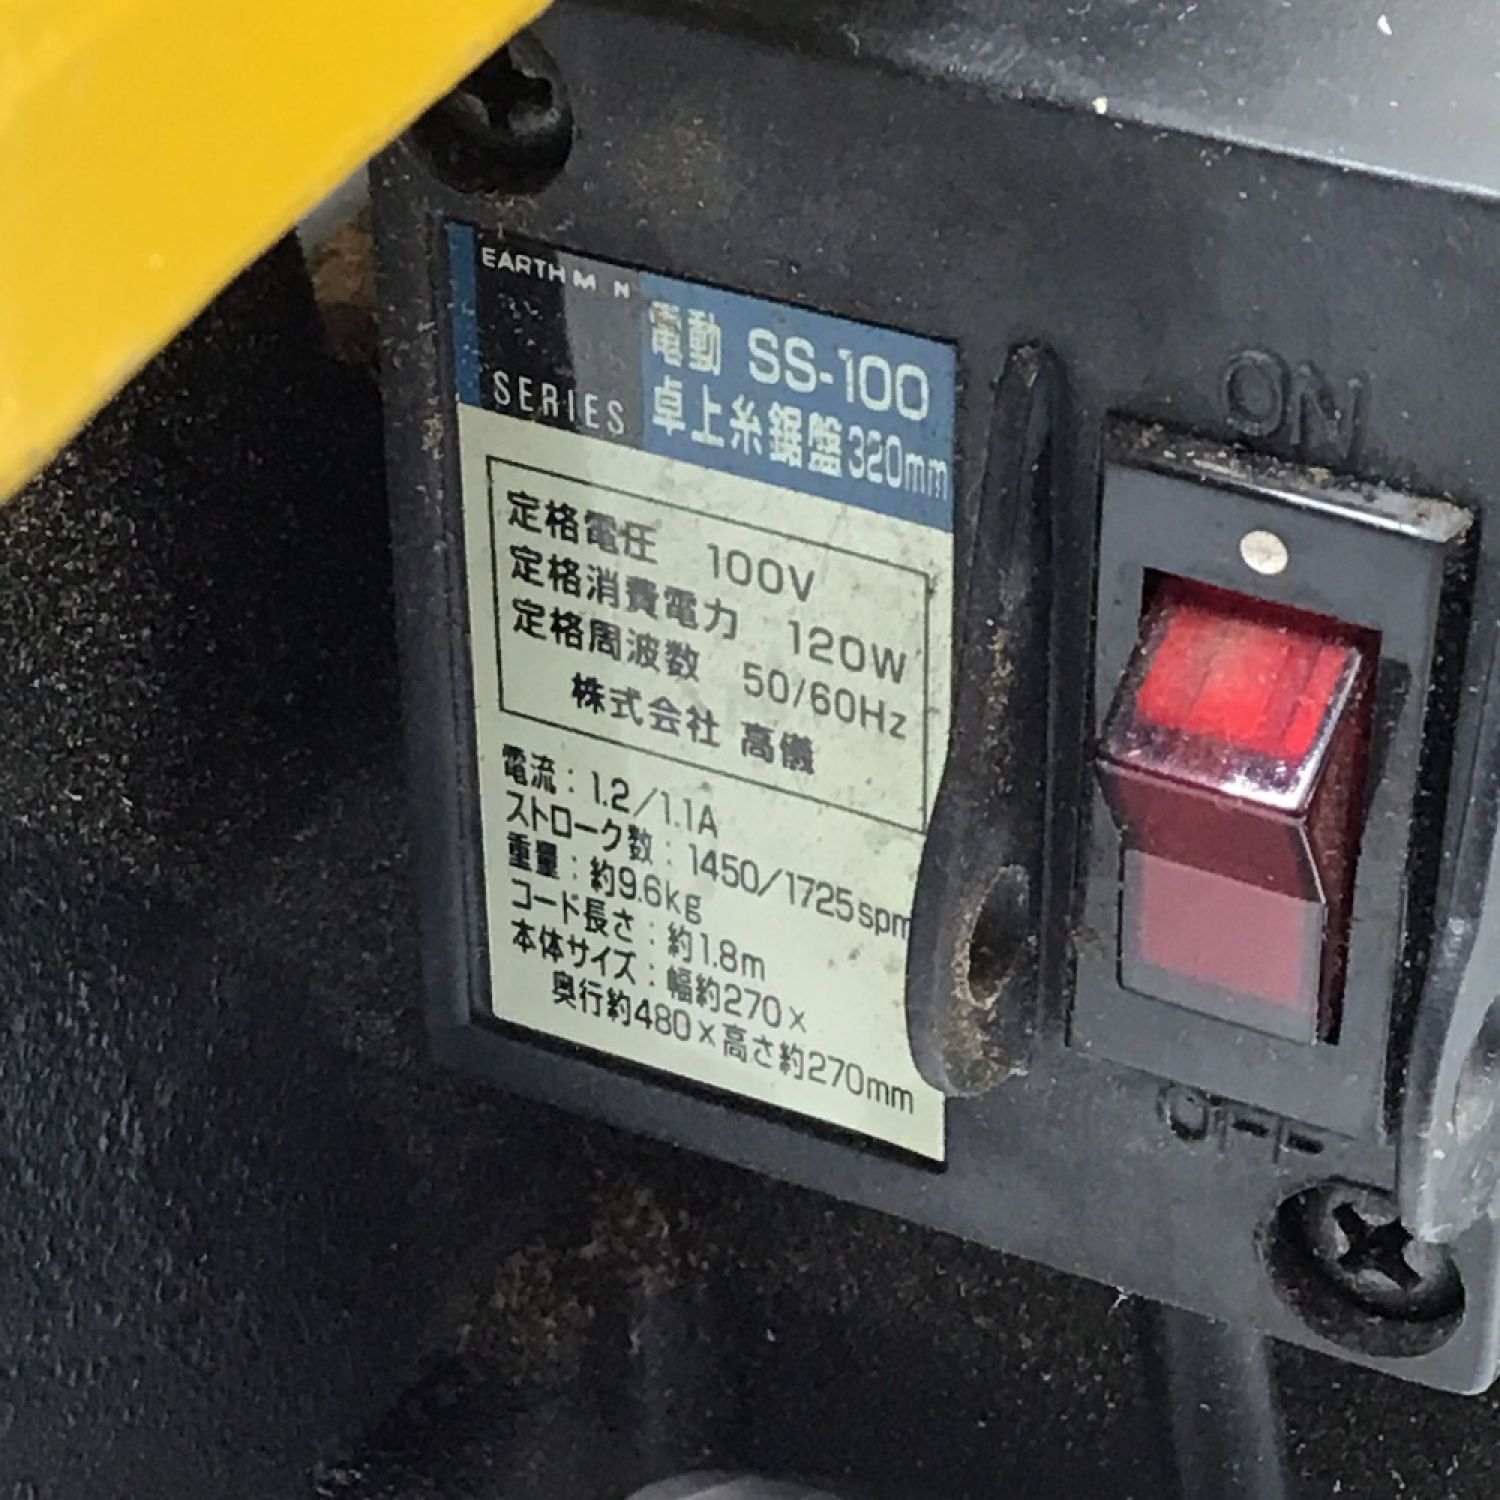 EARTH M N
SERIES
電動 SS-100
卓上糸鋸盤320mm
定格電圧 100V
定格消費電力 120W
定格周波数 50/60Hz
株式会社 高儀
電流：1.2/1.1A
ストローク数：1450/1725spm
重量：約9.6kg
コード長さ：約1.8m
本体サイズ：幅約270×
奥行約480×高さ約270mm
ON
OFF